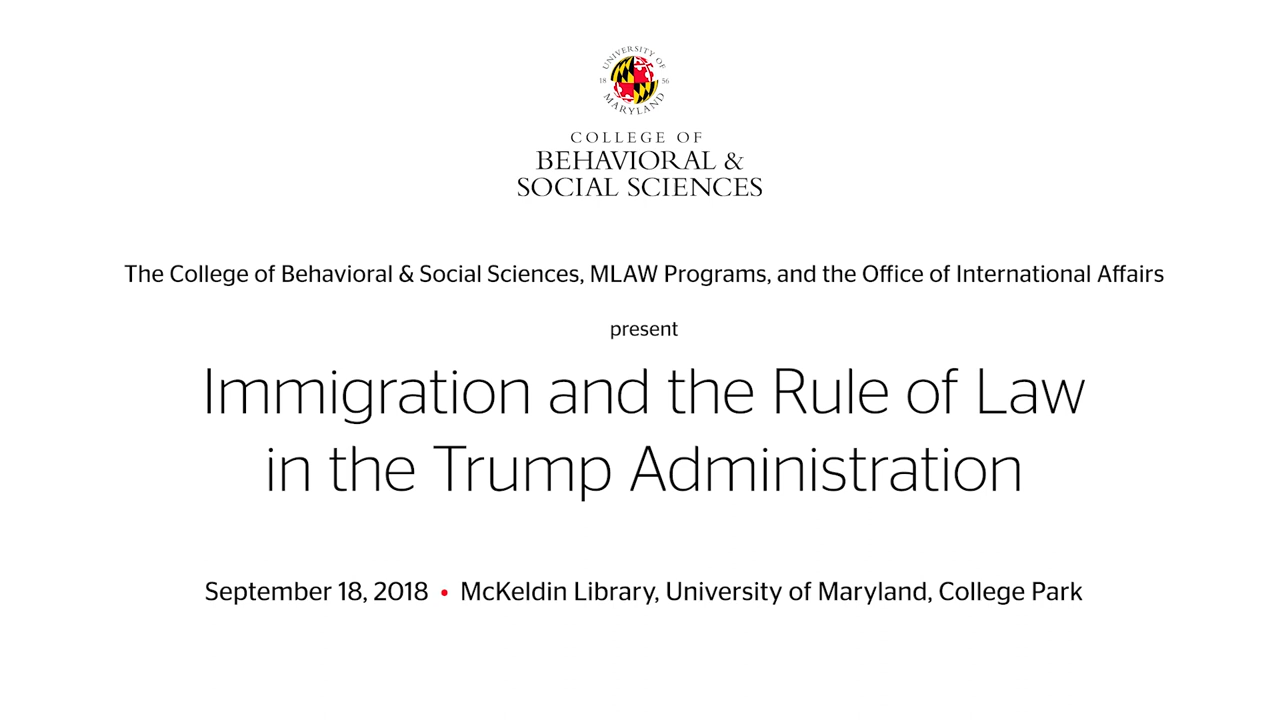 UNIVERSITY OF
18 56
MARYLAND
COLLEGE OF
BEHAVIORAL &
SOCIAL SCIENCES
The College of Behavioral & Social Sciences, MLAW Programs, and the Office of International Affairs
present
Immigration and the Rule of Law
in the Trump Administration
September 18, 2018 • McKeldin Library, University of Maryland, College Park